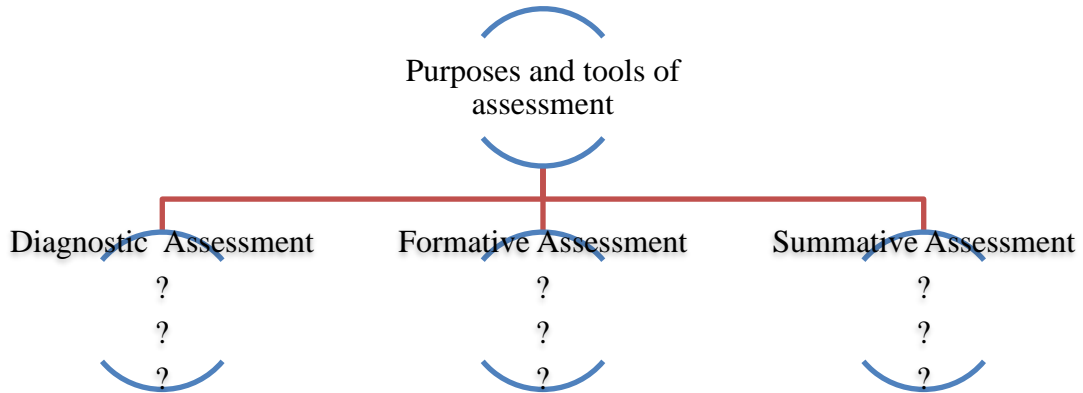 Purposes and tools of
assessment
Diagnostic Assessment
?
?
?
Formative Assessment
?
?
?
Summative Assessment
?
?
?